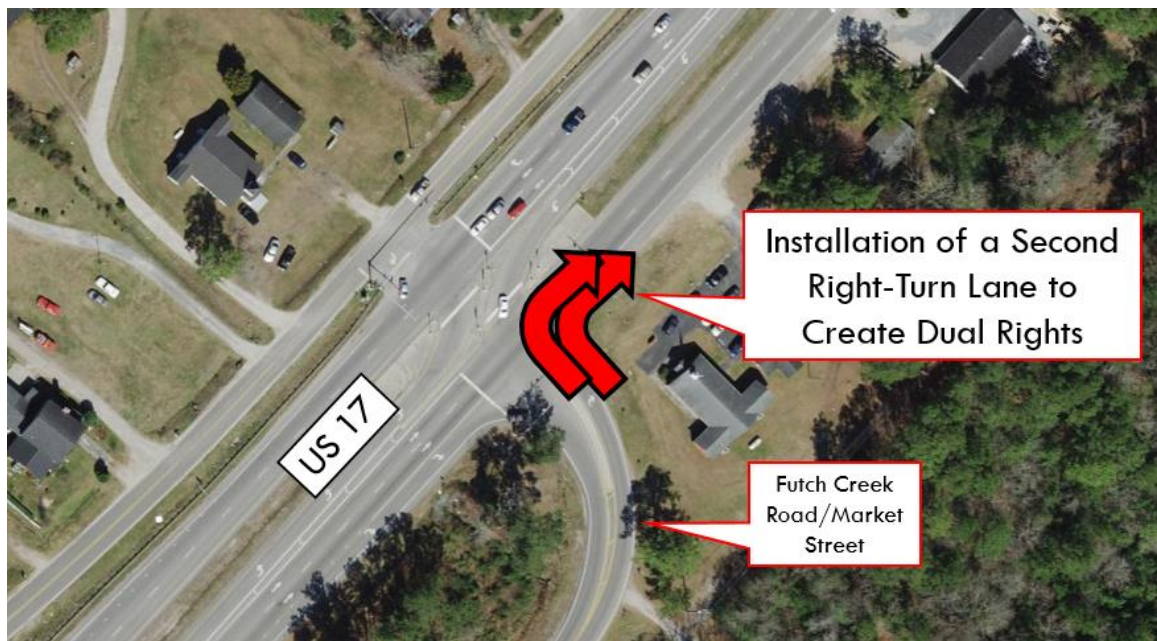 Installation of a Second
Right-Turn Lane to
Create Dual Rights
US 17
Futch Creek
Road/Market
Street